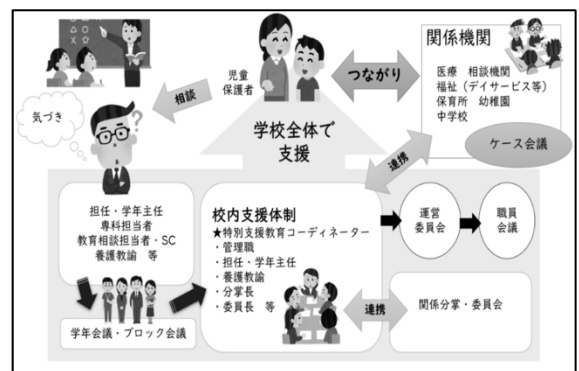 関係機関
医療 相談機関
福祉（デイサービス等）
保育所 幼稚園
中学校
ケース会議
つながり
児童
保護者
相談
気づき
学校全体で
支援
連携
担任・学年主任
専科担当者
教育相談担当者・SC
養護教諭 等
学年会議・ブロック会議
校内支援体制
★特別支援教育コーディネーター
・管理職
・担任・学年主任
・養護教諭
・分掌長
・委員長 等
運営
委員会
職員
会議
連携
関係分掌・委員会